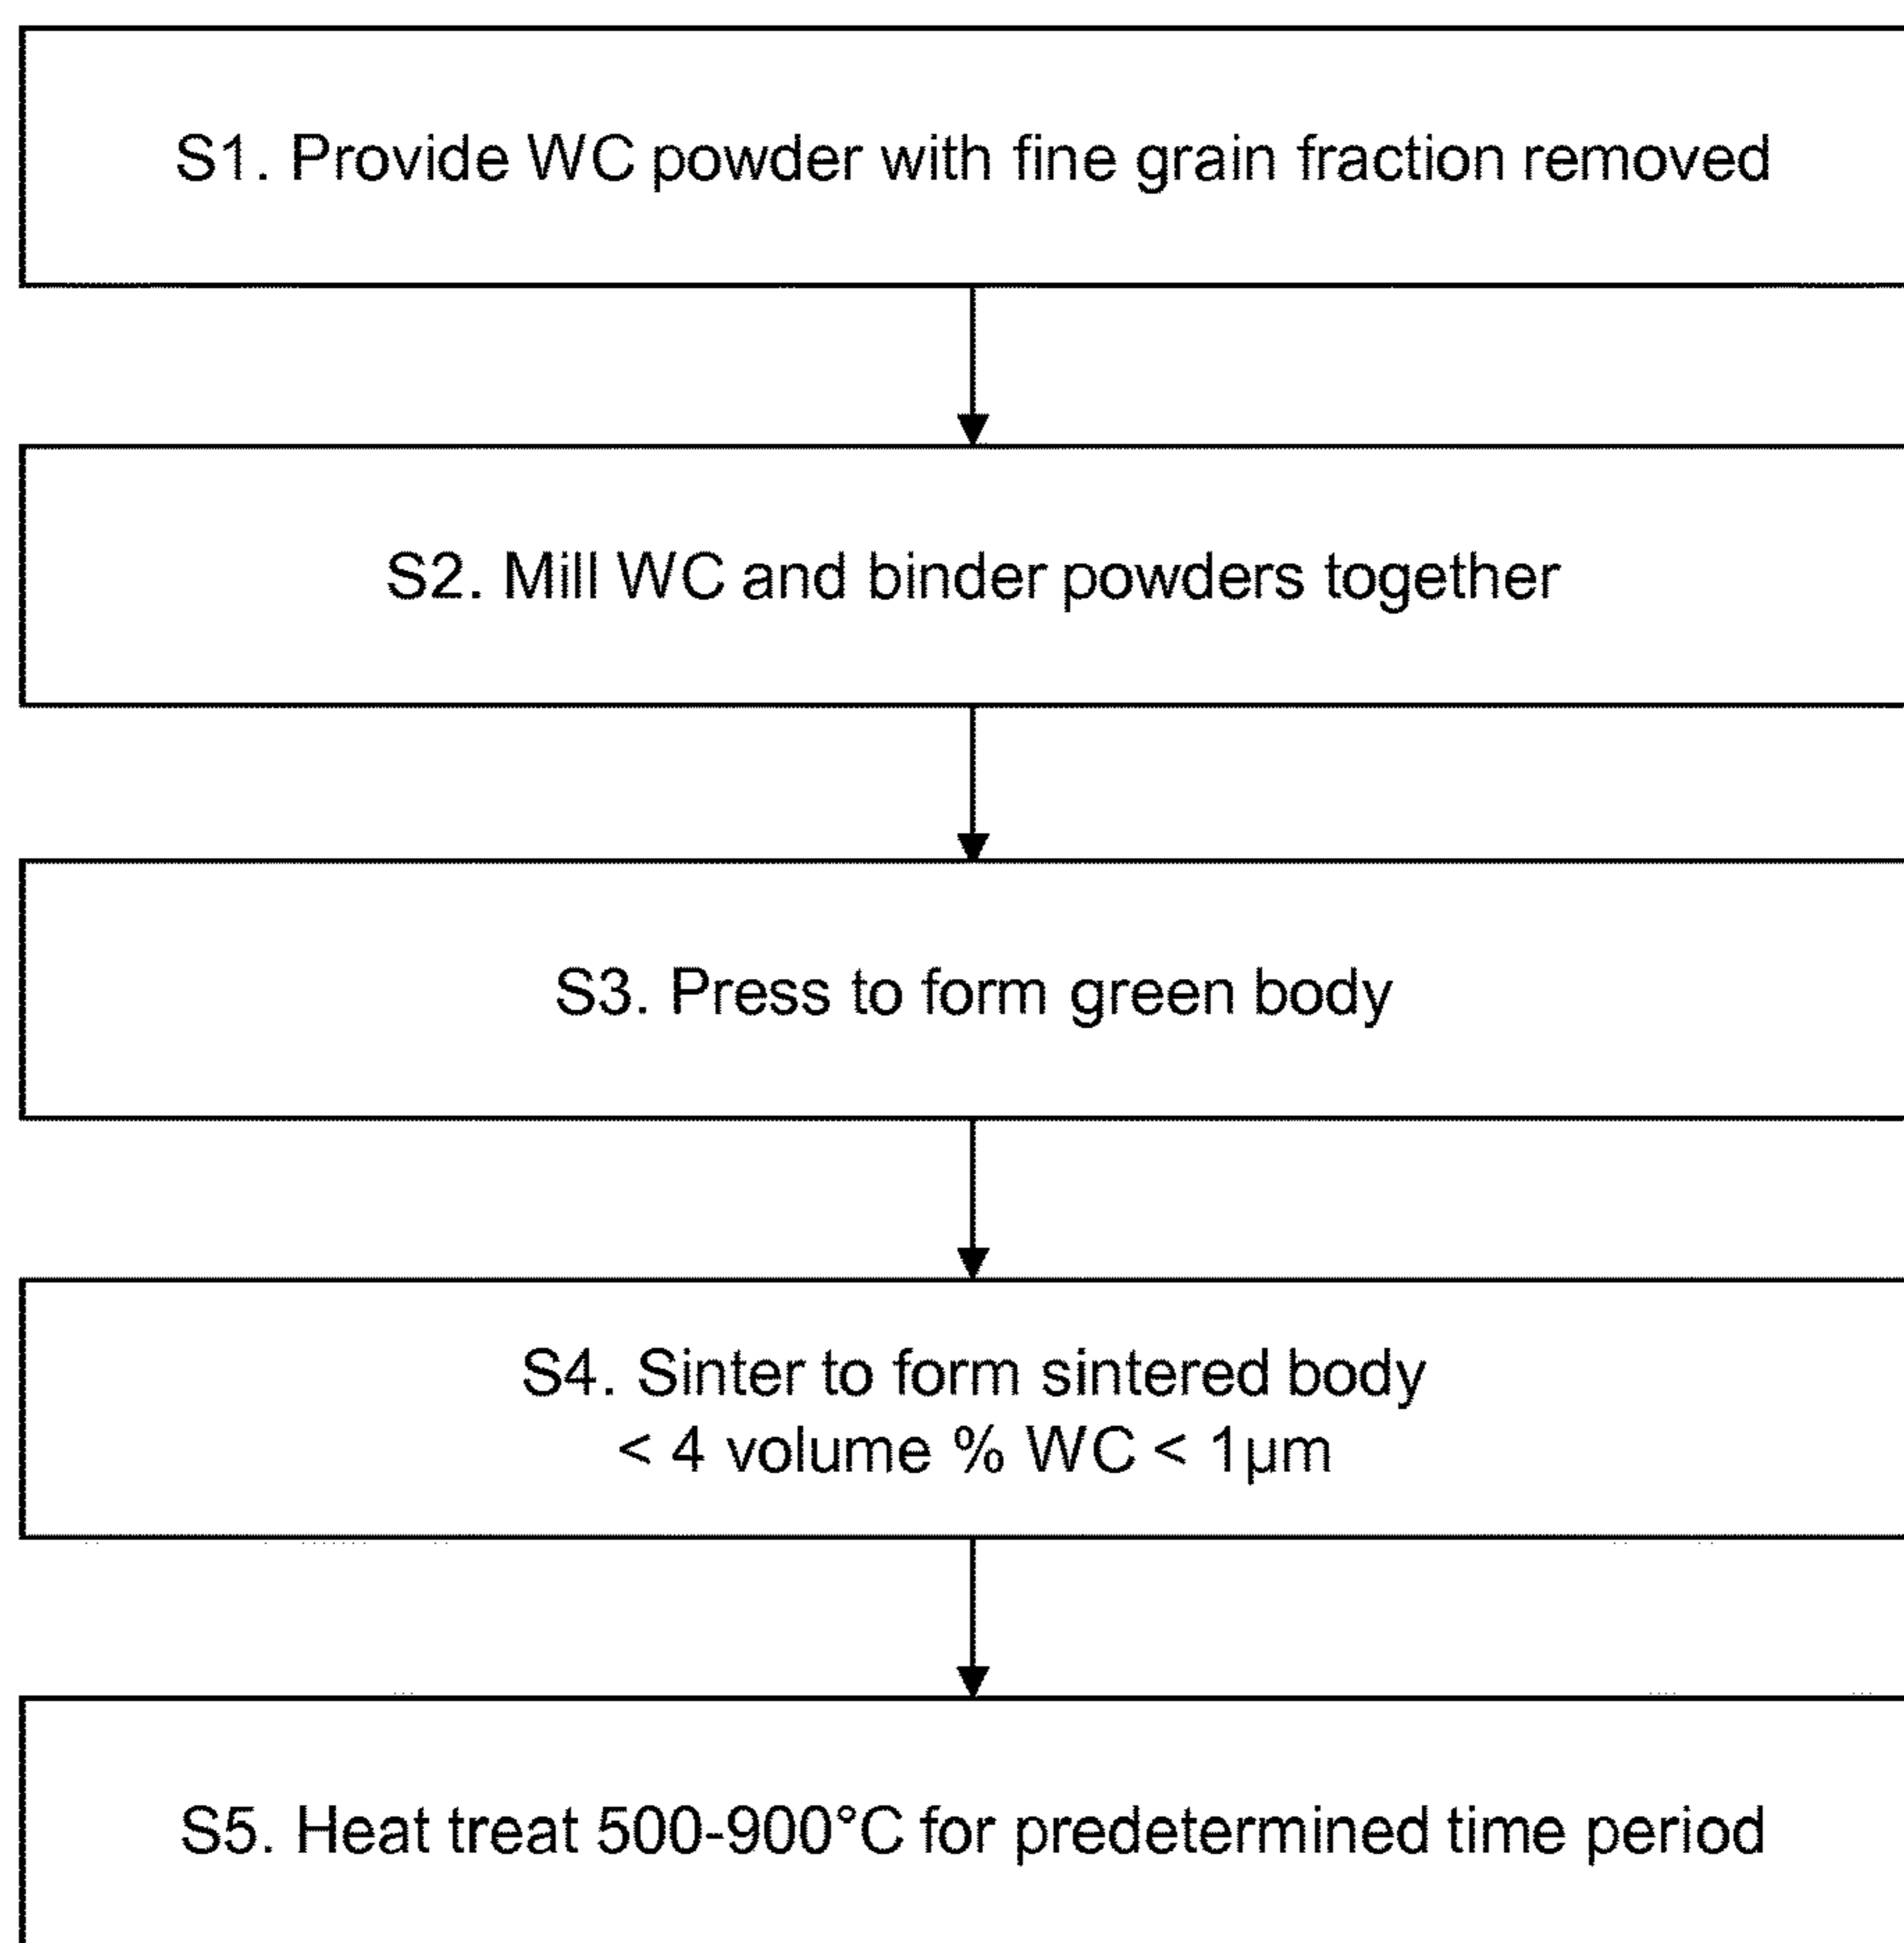 S1. Provide WC powder with fine grain fraction removed
S2. Mill WC and binder powders together
S3. Press to form green body
S4. Sinter to form sintered body
< 4 volume % WC < 1µm
S5. Heat treat 500-900°C for predetermined time period